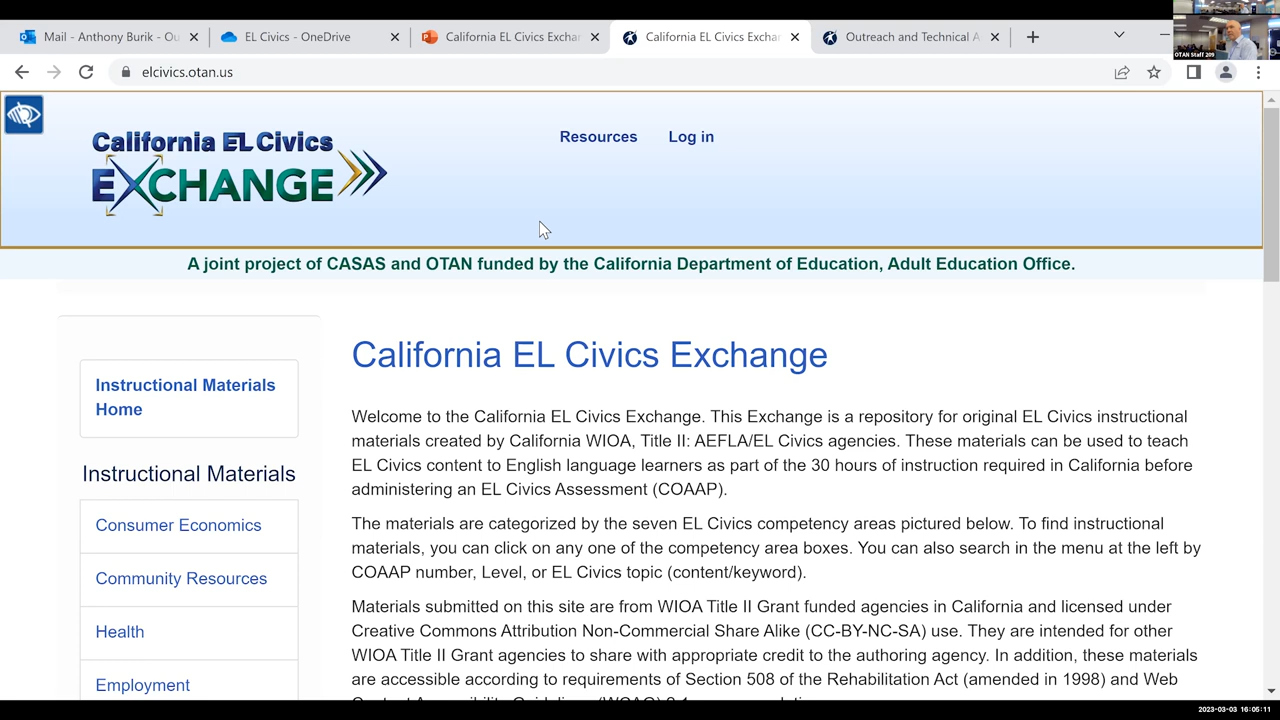 Mail - Anthony Burik - Ou
EL Civics - OneDrive
California EL Civics Exchan
California EL Civics Exchan
Outreach and Technical A
elcivics.otan.us
OTAN Staff 209
California EL Civics
EXCHANGE
Resources
Log in
A joint project of CASAS and OTAN funded by the California Department of Education, Adult Education Office.
Instructional Materials
Home
Instructional Materials
Consumer Economics
Community Resources
Health
Employment
California EL Civics Exchange
Welcome to the California EL Civics Exchange. This Exchange is a repository for original EL Civics instructional
materials created by California WIOA, Title II: AEFLA/EL Civics agencies. These materials can be used to teach
EL Civics content to English language learners as part of the 30 hours of instruction required in California before
administering an EL Civics Assessment (COAAP).
The materials are categorized by the seven EL Civics competency areas pictured below. To find instructional
materials, you can click on any one of the competency area boxes. You can also search in the menu at the left by
COAAP number, Level, or EL Civics topic (content/keyword).
Materials submitted on this site are from WIOA Title II Grant funded agencies in California and licensed under
Creative Commons Attribution Non-Commercial Share Alike (CC-BY-NC-SA) use. They are intended for other
WIOA Title II Grant agencies to share with appropriate credit to the authoring agency. In addition, these materials
are accessible according to requirements of Section 508 of the Rehabilitation Act (amended in 1998) and Web
2023-03-03 16:05:11